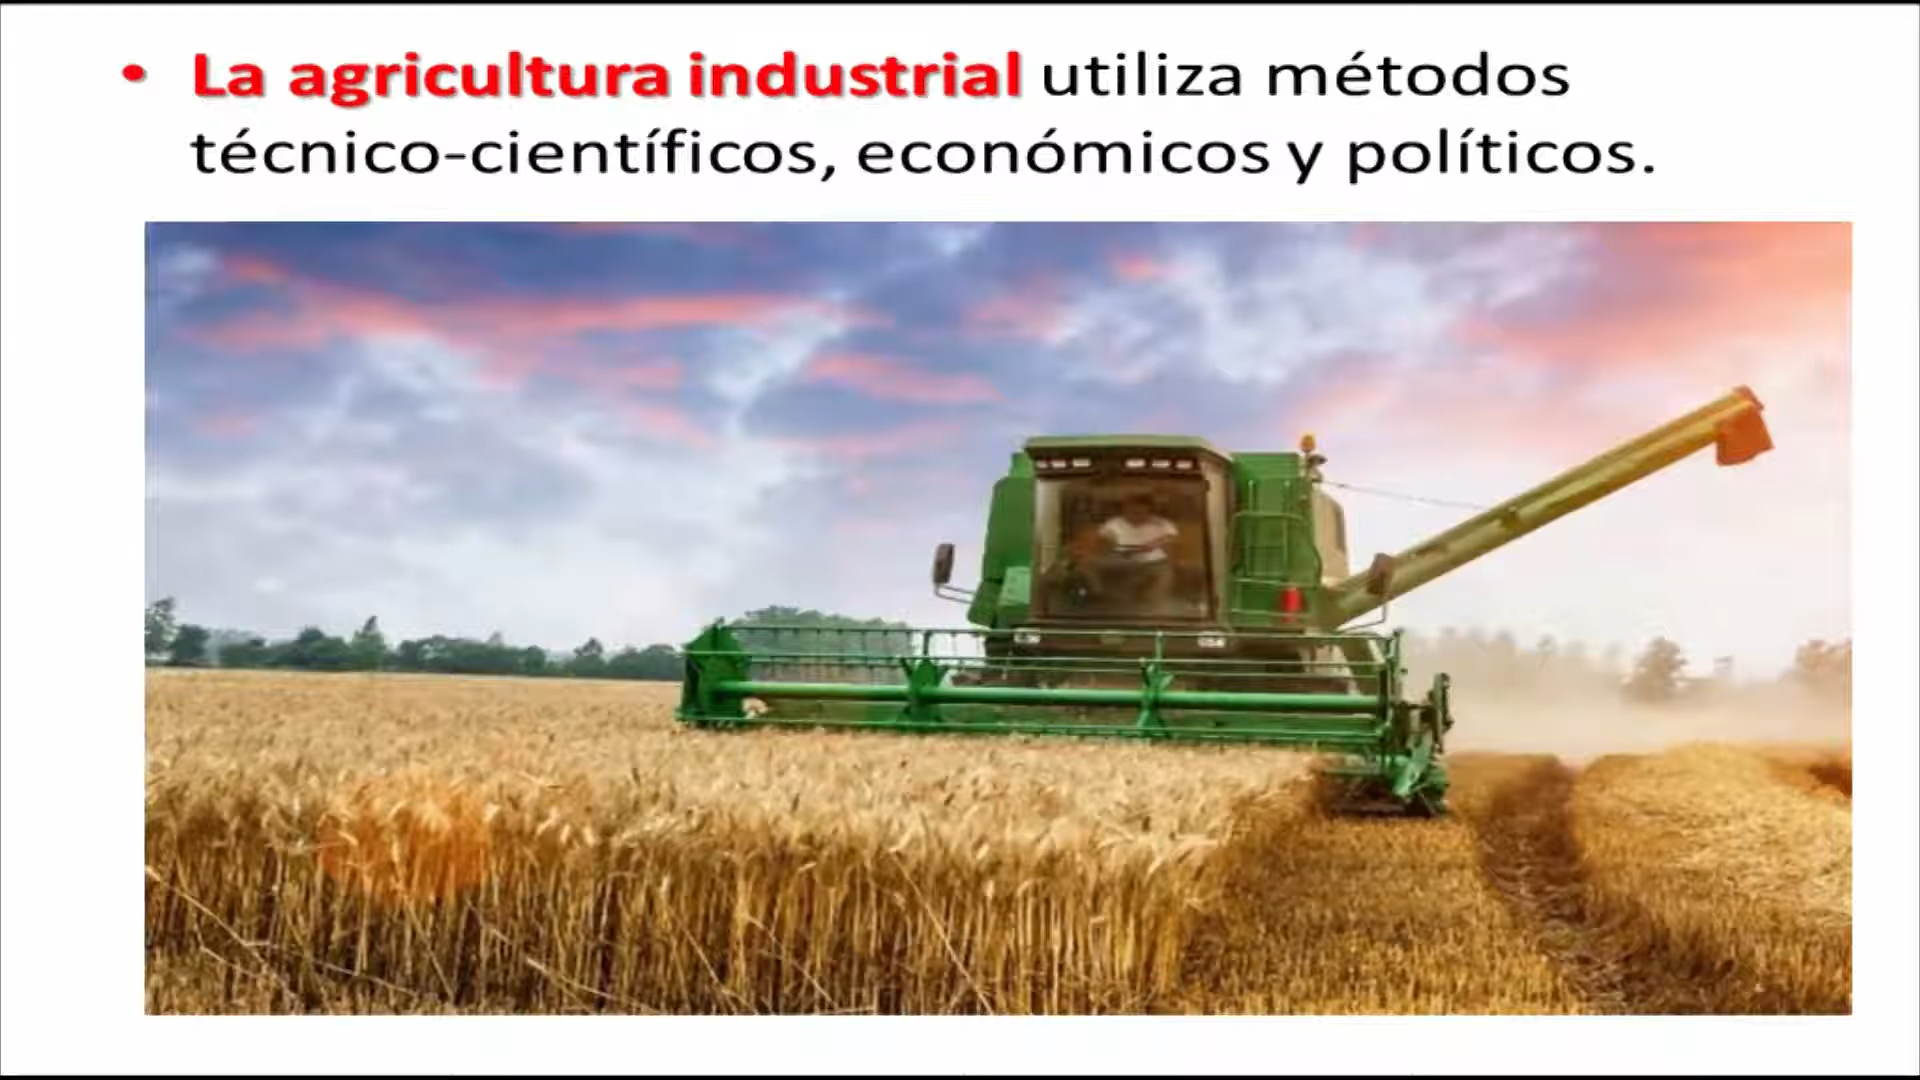 • La agricultura industrial utiliza métodos
técnico-científicos, económicos y políticos.